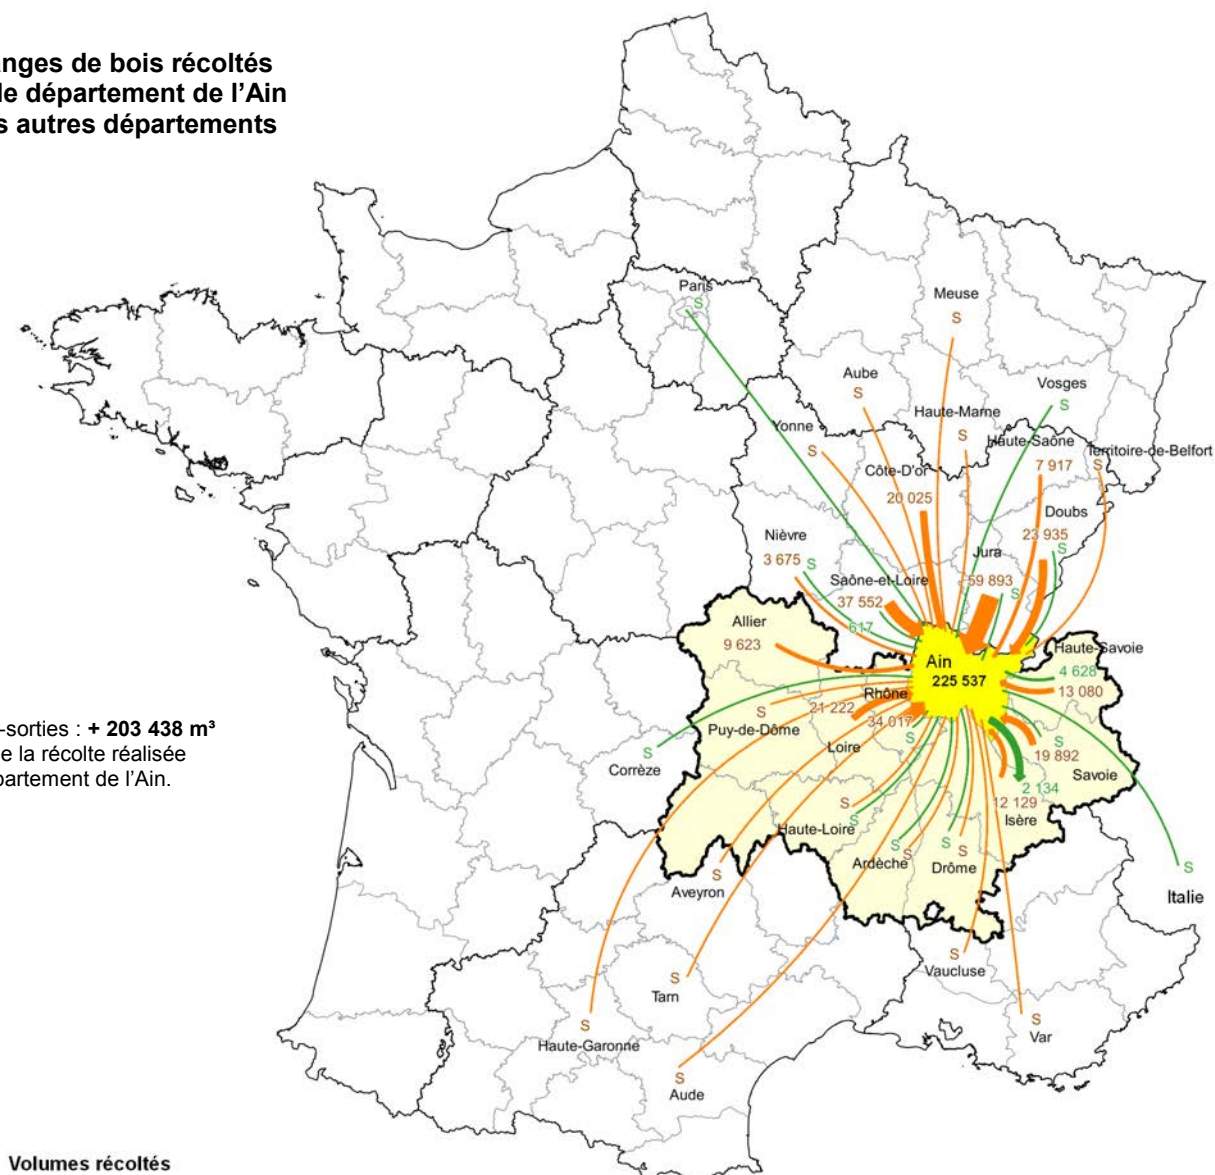 anges de bois récoltés
le département de l'Ain
s autres départements
Paris
S
Meuse
S
Aube
S
Vosges
S
Haute-Marne
S
Yonne
S
Haute-Saône
7 917
Territoire-de-Belfort
S
Côte-D'or
20 025
Doubs
23 935
S
Nièvre
3 675
S
Jura
59 893
S
Saône-et-Loire
37 552
617
Allier
9 623
Ain
225 537
Haute-Savoie
4 628
13 080
Rhône
21 222
34 017
S
Puy-de-Dôme
S
Loire
-sorties : + 203 438 m³
e la récolte réalisée
partement de l'Ain.
Corrèze
S
S
19 892
Savoie
2 134
12 129
Isère
Haute-Loire
S
S
Ardèche
S
S
Drôme
S
S
Italie
S
Aveyron
S
Vaucluse
S
Tarn
S
Var
S
Haute-Garonne
S
Aude
S
Volumes récoltés